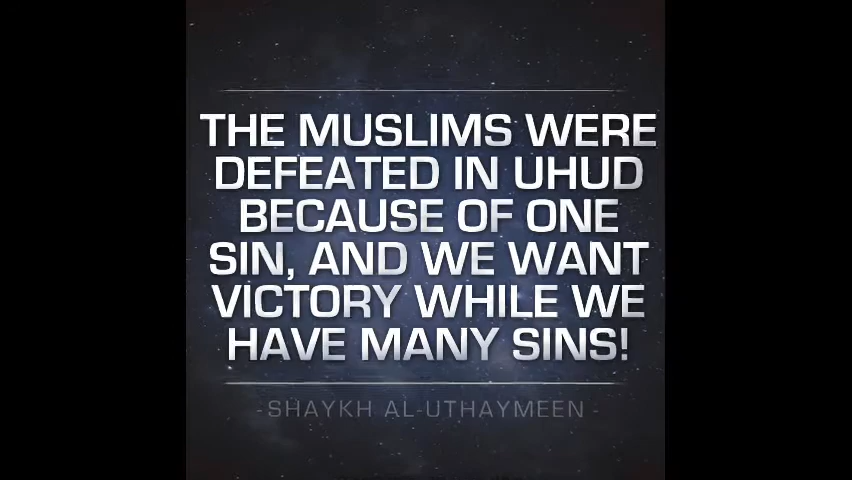 THE MUSLIMS WERE
DEFEATED IN UHUD
BECAUSE OF ONE
SIN, AND WE WANT
VICTORY WHILE WE
HAVE MANY SINS!
- SHAYKH AL-UTHAYMEEN -